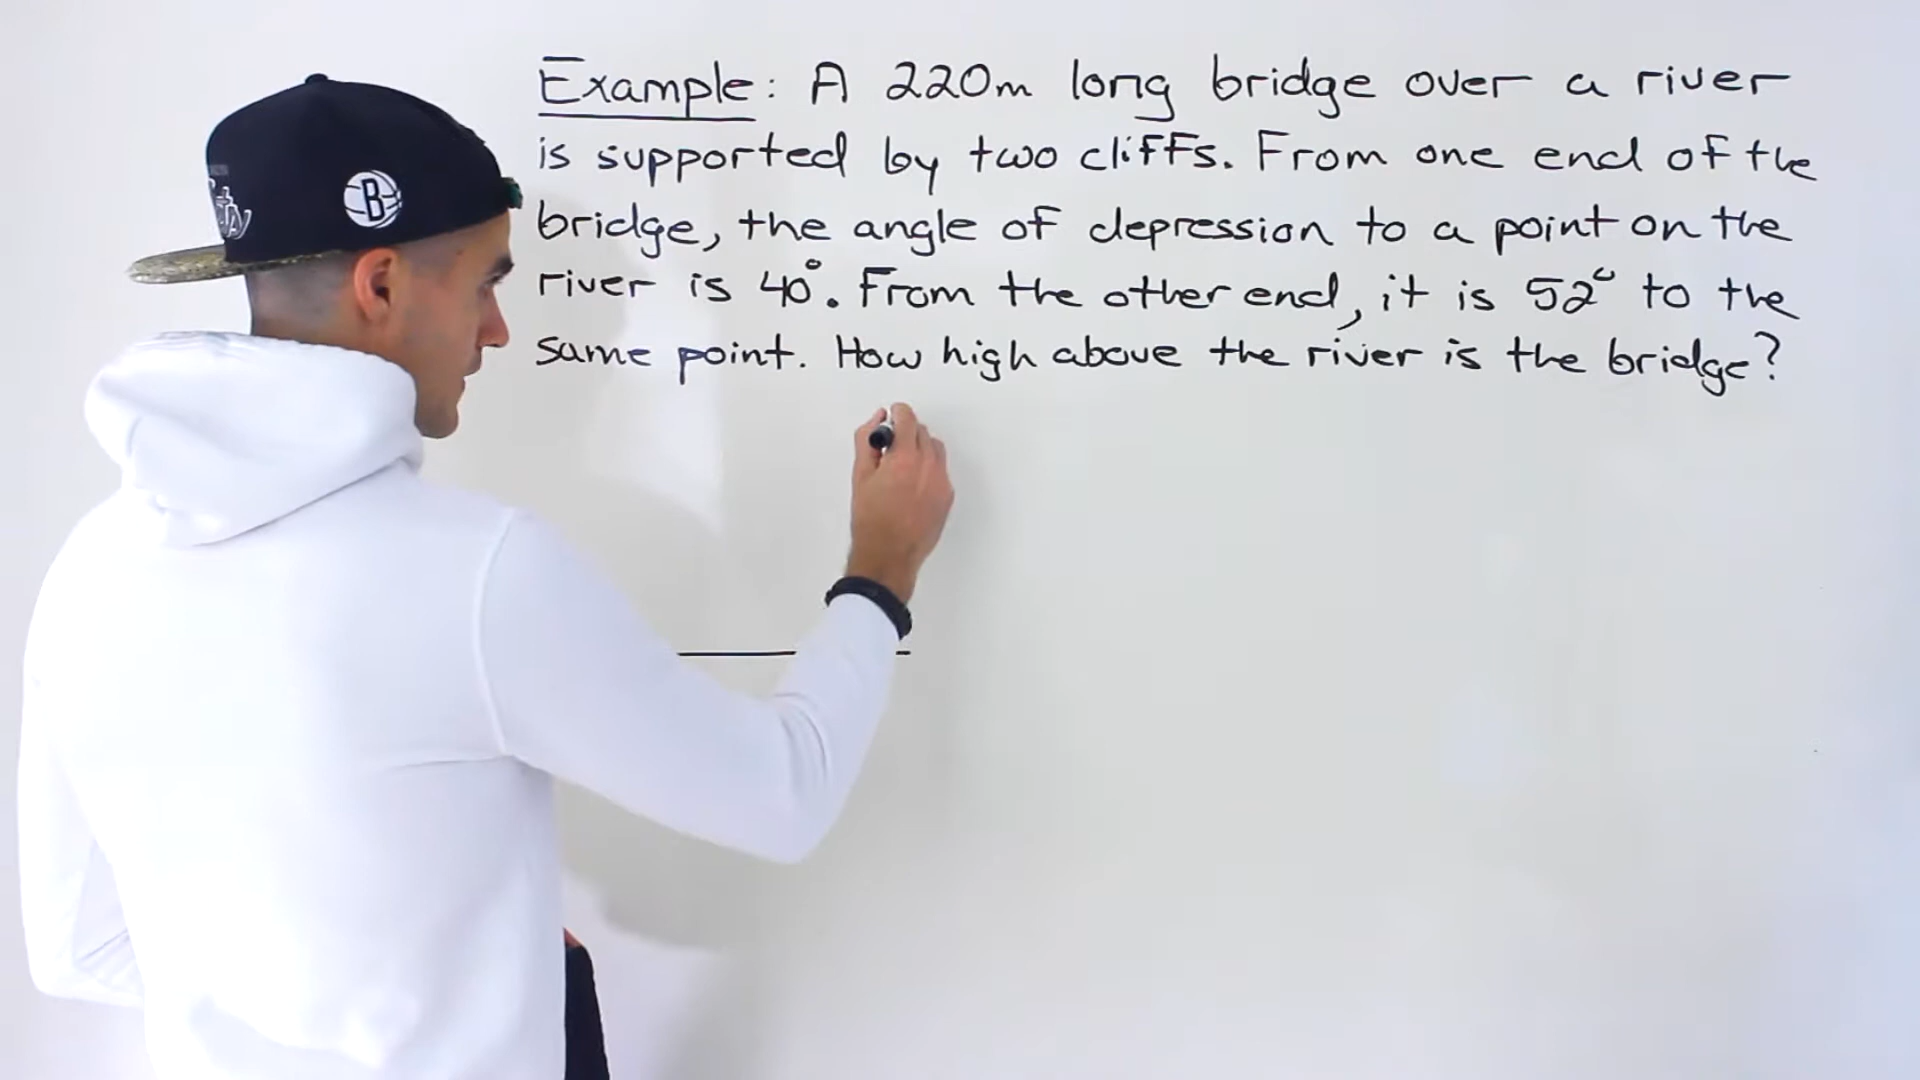 Example: A 220m long bridge over a river
is supported by two cliffs. From one end of the
bridge, the angle of depression to a point on the
river is 40°. From the other end, it is 52° to the
same point. How high above the river is the bridge?
B